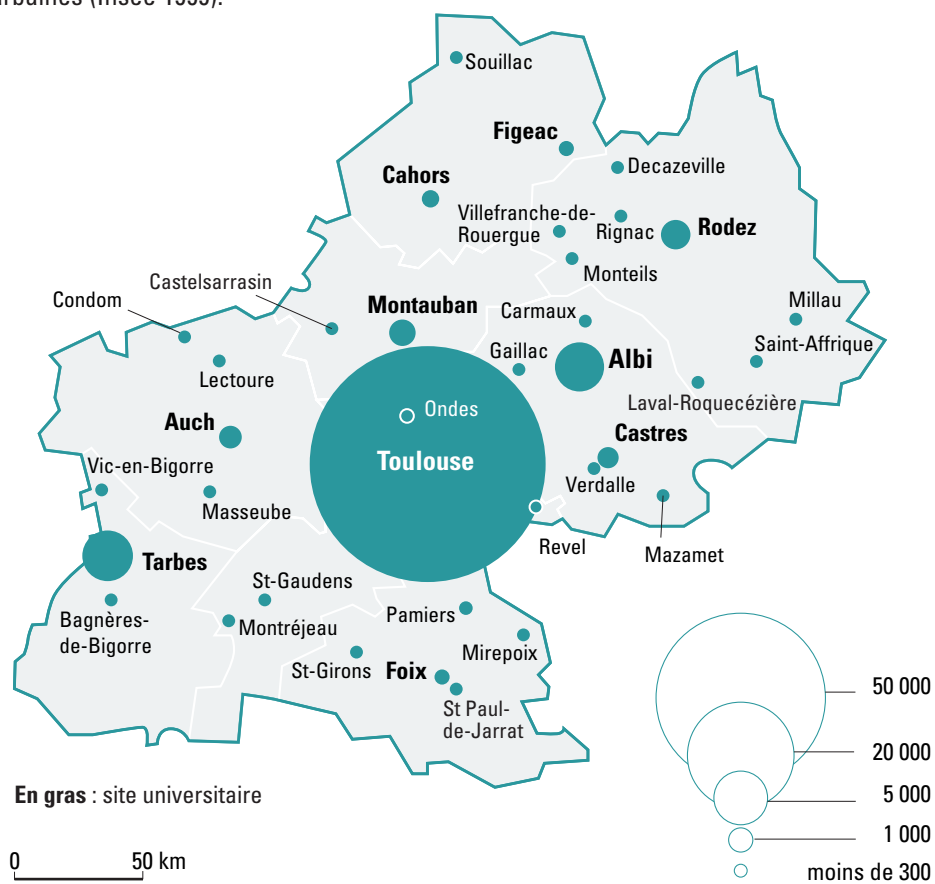 urbaines (Insee 1999).
Souillac
Figeac
Decazeville
Cahors
Villefranche-de-
Rouergue
Rignac
Rodez
Monteils
Castelsarrasin
Condom
Montauban
Carmaux
Millau
Gaillac
Saint-Affrique
Albi
Lectoure
Laval-Roquecézière
Ondes
Auch
Castres
Toulouse
Vic-en-Bigorre
Verdalle
Masseube
Revel
Mazamet
Tarbes
St-Gaudens
Pamiers
Bagnères-
de-Bigorre
Montréjeau
Mirepoix
St-Girons
Foix
St Paul-
de-Jarrat
50 000
20 000
5 000
1 000
moins de 300
En gras : site universitaire
0 50 km